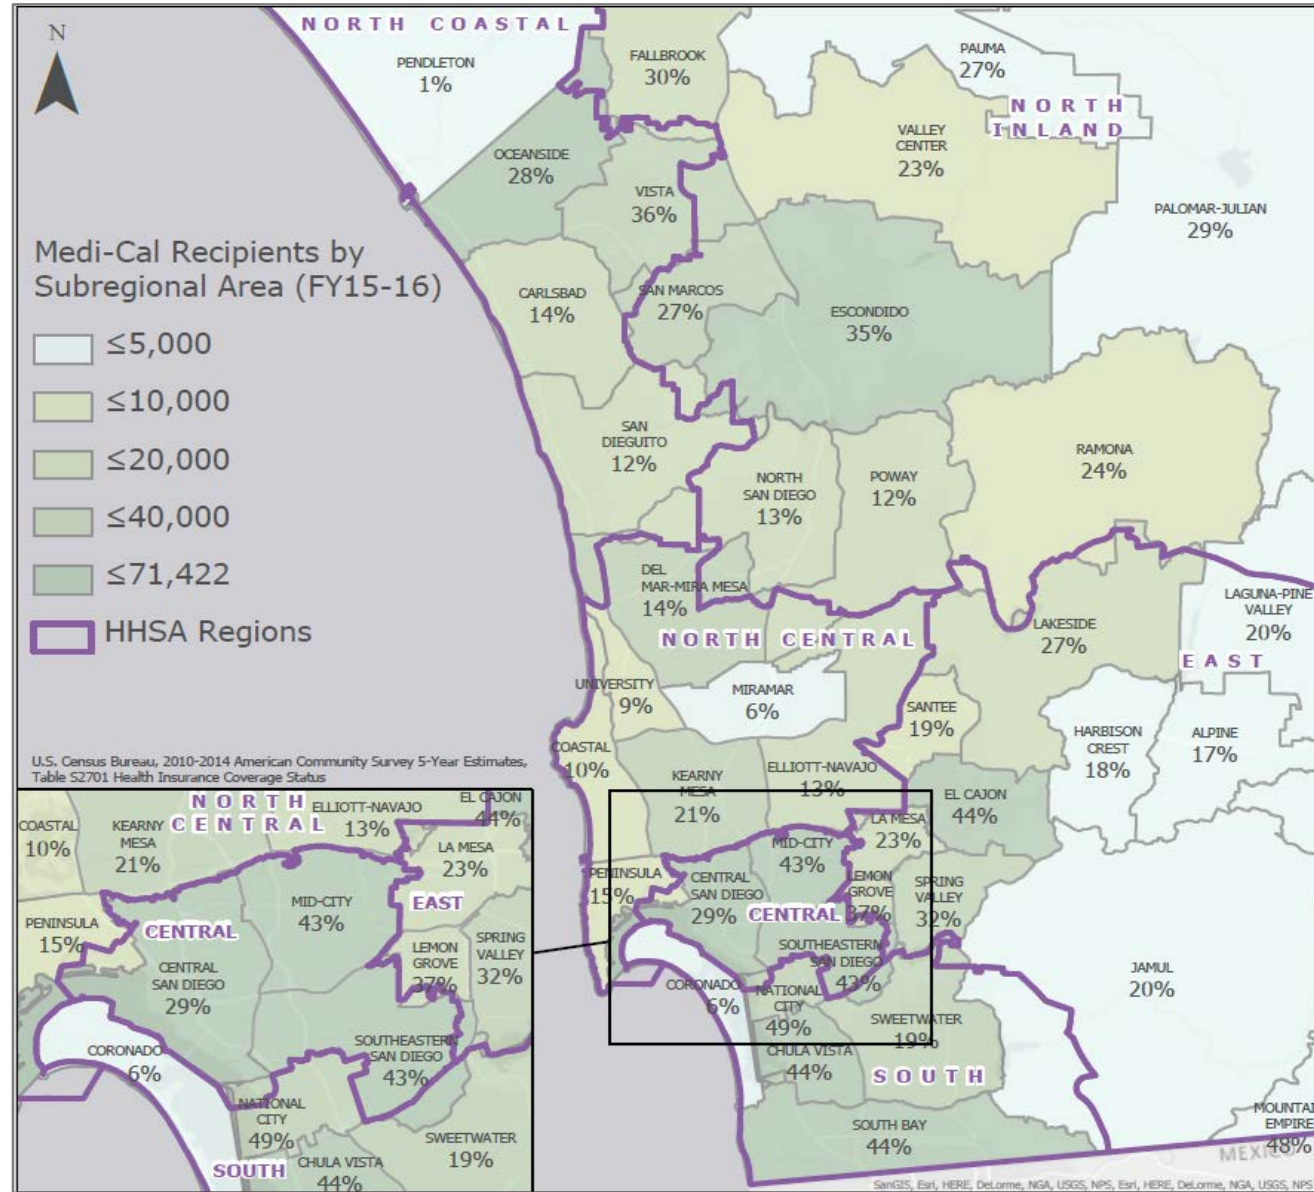 NORTH COASTAL
N
PENDLETON
1%
FALLBROOK
30%
PAUMA
27%
NORTH
INLAND
OCEANSIDE
28%
VISTA
36%
VALLEY
CENTER
23%
PALOMAR-JULIAN
29%
Medi-Cal Recipients by
Subregional Area (FY15-16)
≤5,000
≤10,000
≤20,000
≤40,000
≤71,422
HHSA Regions
CARLSBAD
14%
SAN MARCOS
27%
ESCONDIDO
35%
SAN
DIEGUITO
12%
NORTH
SAN DIEGO
13%
POWAY
12%
RAMONA
24%
DEL
MAR-MIRA MESA
14%
NORTH CENTRAL
LAKESIDE
27%
LAGUNA-PINE
VALLEY
20%
EAST
UNIVERSITY
9%
MIRAMAR
6%
SANTEE
19%
HARBISON
CREST
18%
ALPINE
17%
COASTAL
10%
KEARNY
MESA
21%
ELLIOTT-NAVAJO
13%
EL CAJON
44%
LA MESA
23%
MID-CITY
43%
PENINSULA
15%
CENTRAL
SAN DIEGO
29%
CENTRAL
LEMON
GROVE
37%
SPRING
VALLEY
32%
SOUTHEASTERN
SAN DIEGO
43%
CORONADO
6%
NATIONAL
CITY
49%
SWEETWATER
19%
JAMUL
20%
CHULA VISTA
44%
SOUTH
SOUTH BAY
44%
MOUNTAI
EMPIRE
48%
MEXICO
U.S. Census Bureau, 2010-2014 American Community Survey 5-Year Estimates,
Table S2701 Health Insurance Coverage Status
NORTH
CENTRAL
COASTAL
10%
KEARNY
MESA
21%
ELLIOTT-NAVAJO
13%
EL CAJON
44%
LA MESA
23%
MID-CITY
43%
EAST
PENINSULA
15%
CENTRAL
CENTRAL
SAN DIEGO
29%
LEMON
GROVE
37%
SPRING
VALLEY
32%
CORONADO
6%
SOUTHEASTERN
SAN DIEGO
43%
NATIONAL
CITY
49%
SWEETWATER
19%
SOUTH
CHULA VISTA
44%
SanGIS, Esri, HERE, DeLorme, NGA, USGS, NPS, Esri, HERE, DeLorme, NGA, USGS, NPS